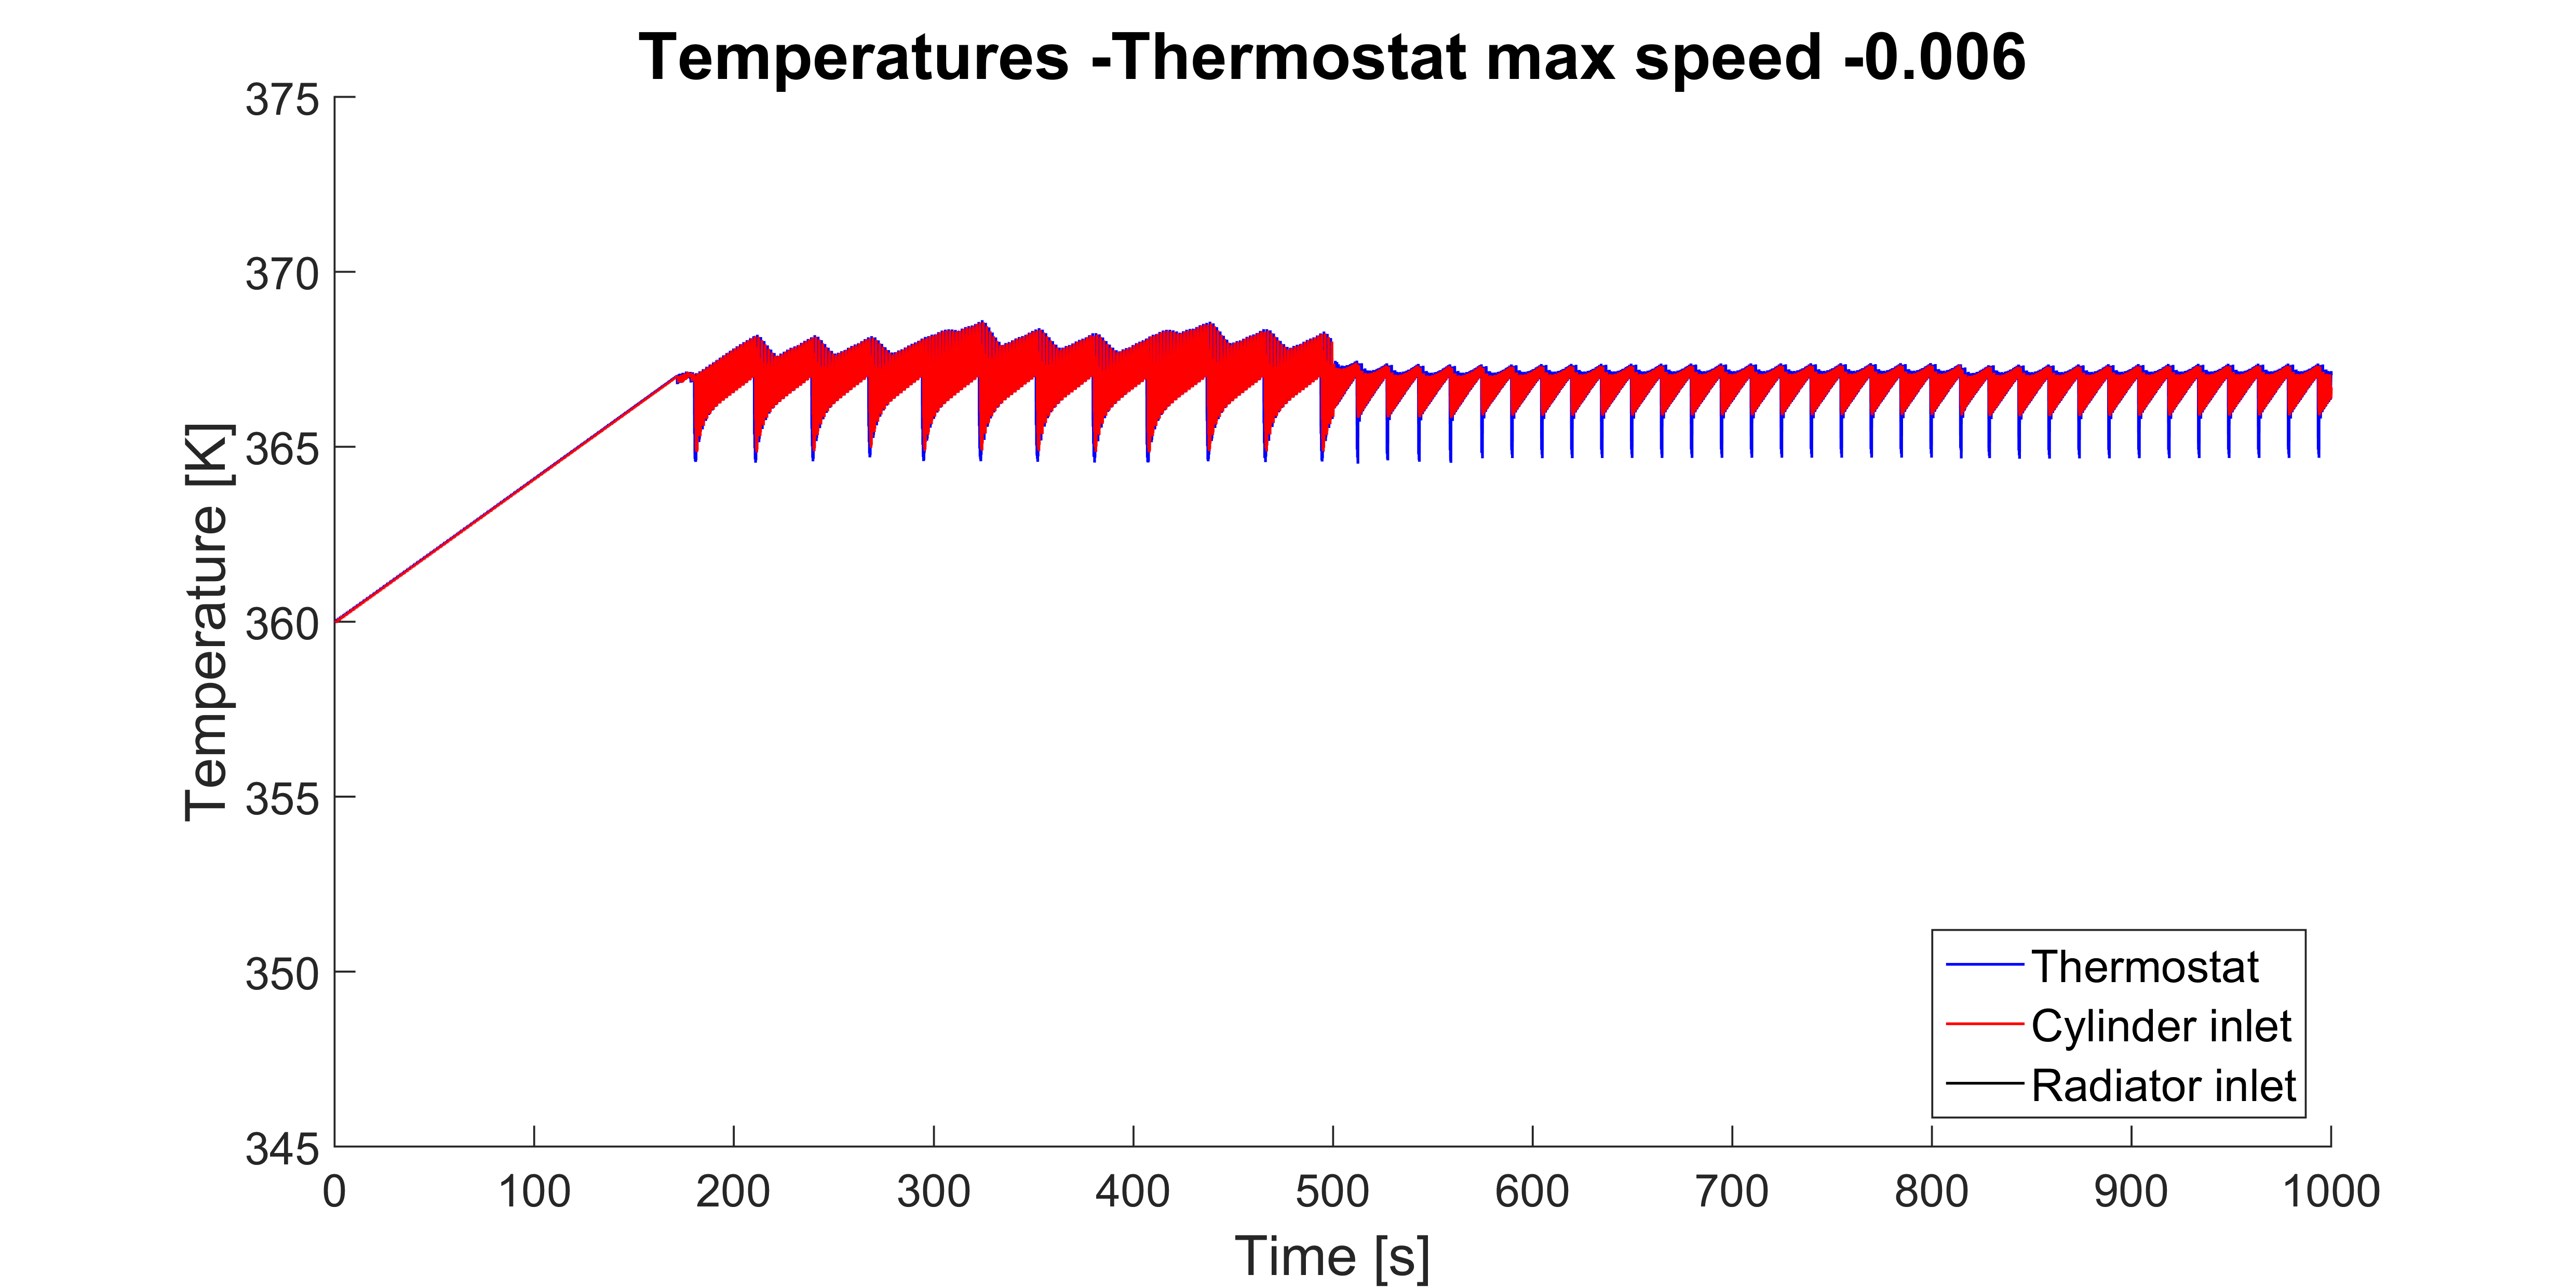 Temperatures -Thermostat max speed -0.006
375
370
365
360
355
350
345
Temperature [K]
Thermostat
Cylinder inlet
Radiator inlet
0 100 200 300 400 500 600 700 800 900 1000
Time [s]